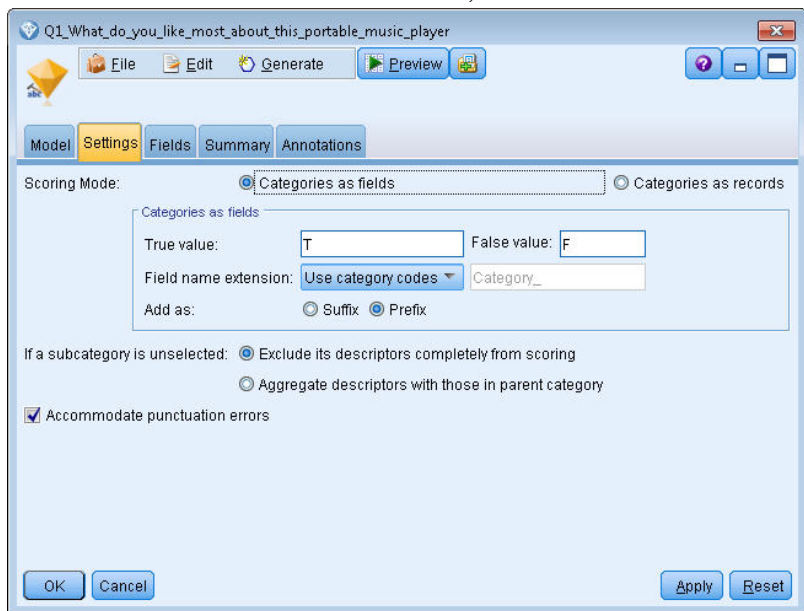 Q1_What_do_you_like_most_about_this_portable_music_player
File Edit Generate Preview
abc
Model Settings Fields Summary Annotations
Scoring Mode: Categories as fields Categories as records
Categories as fields
True value: T False value: F
Field name extension: Use category codes Category_
Add as: Suffix Prefix
If a subcategory is unselected: Exclude its descriptors completely from scoring
Aggregate descriptors with those in parent category
Accommodate punctuation errors
OK Cancel Apply Reset